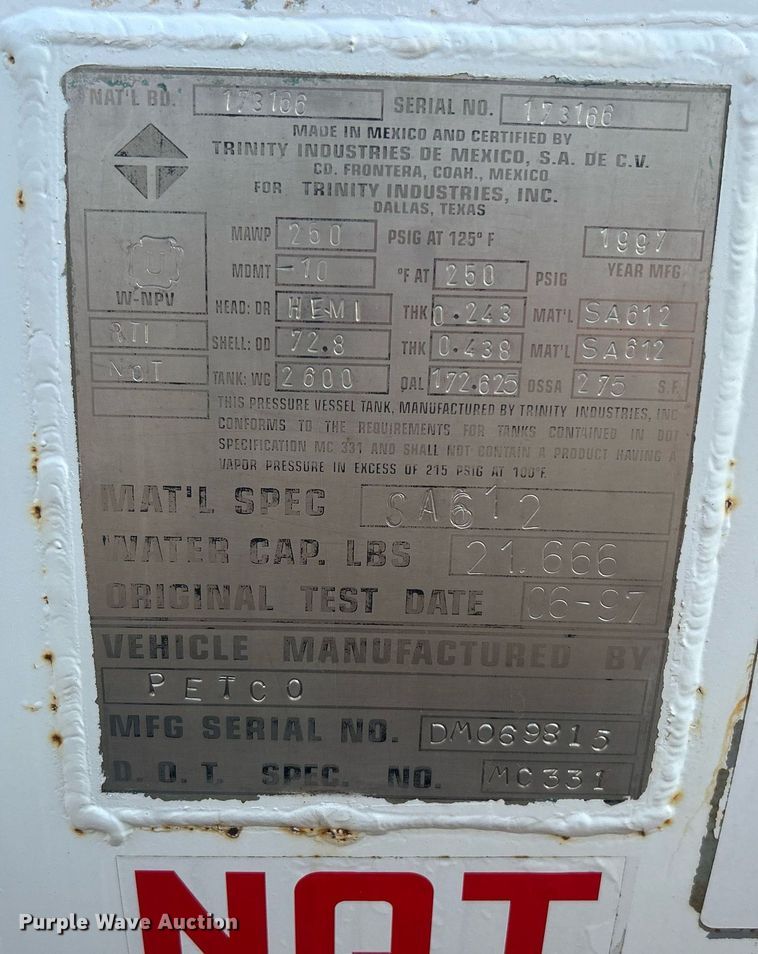 NAT'L BD. 173166 SERIAL NO. 173166
MADE IN MEXICO AND CERTIFIED BY
TRINITY INDUSTRIES DE MEXICO, S.A. DE C.V.
CD. FRONTERA, COAH., MEXICO
FOR TRINITY INDUSTRIES, INC.
DALLAS, TEXAS
MAWP 250 PSIG AT 125° F 1997
U
MDMT -10 °F AT 250 PSIG YEAR MFG
W-NPV
HEAD: DR HEMI THK 0.243 MAT'L SA612
RT1 SHELL: OD 72.8 THK 0.438 MAT'L SA612
NQT TANK: WC 2600 OAL 172.625 OSSA 275 S.F.
THIS PRESSURE VESSEL TANK, MANUFACTURED BY TRINITY INDUSTRIES, INC
CONFORMS TO THE REQUIREMENTS FOR TANKS CONTAINED IN DOT
SPECIFICATION MC 331 AND SHALL NOT CONTAIN A PRODUCT HAVING A
VAPOR PRESSURE IN EXCESS OF 215 PSIG AT 100°F.
MAT'L SPEC SA612
WATER CAP. LBS 21.666
ORIGINAL TEST DATE 06-97
VEHICLE MANUFACTURED BY
PETCO
MFG SERIAL NO. DM069815
D.O.T. SPEC. NO. MC331
NQT
Purple Wave Auction